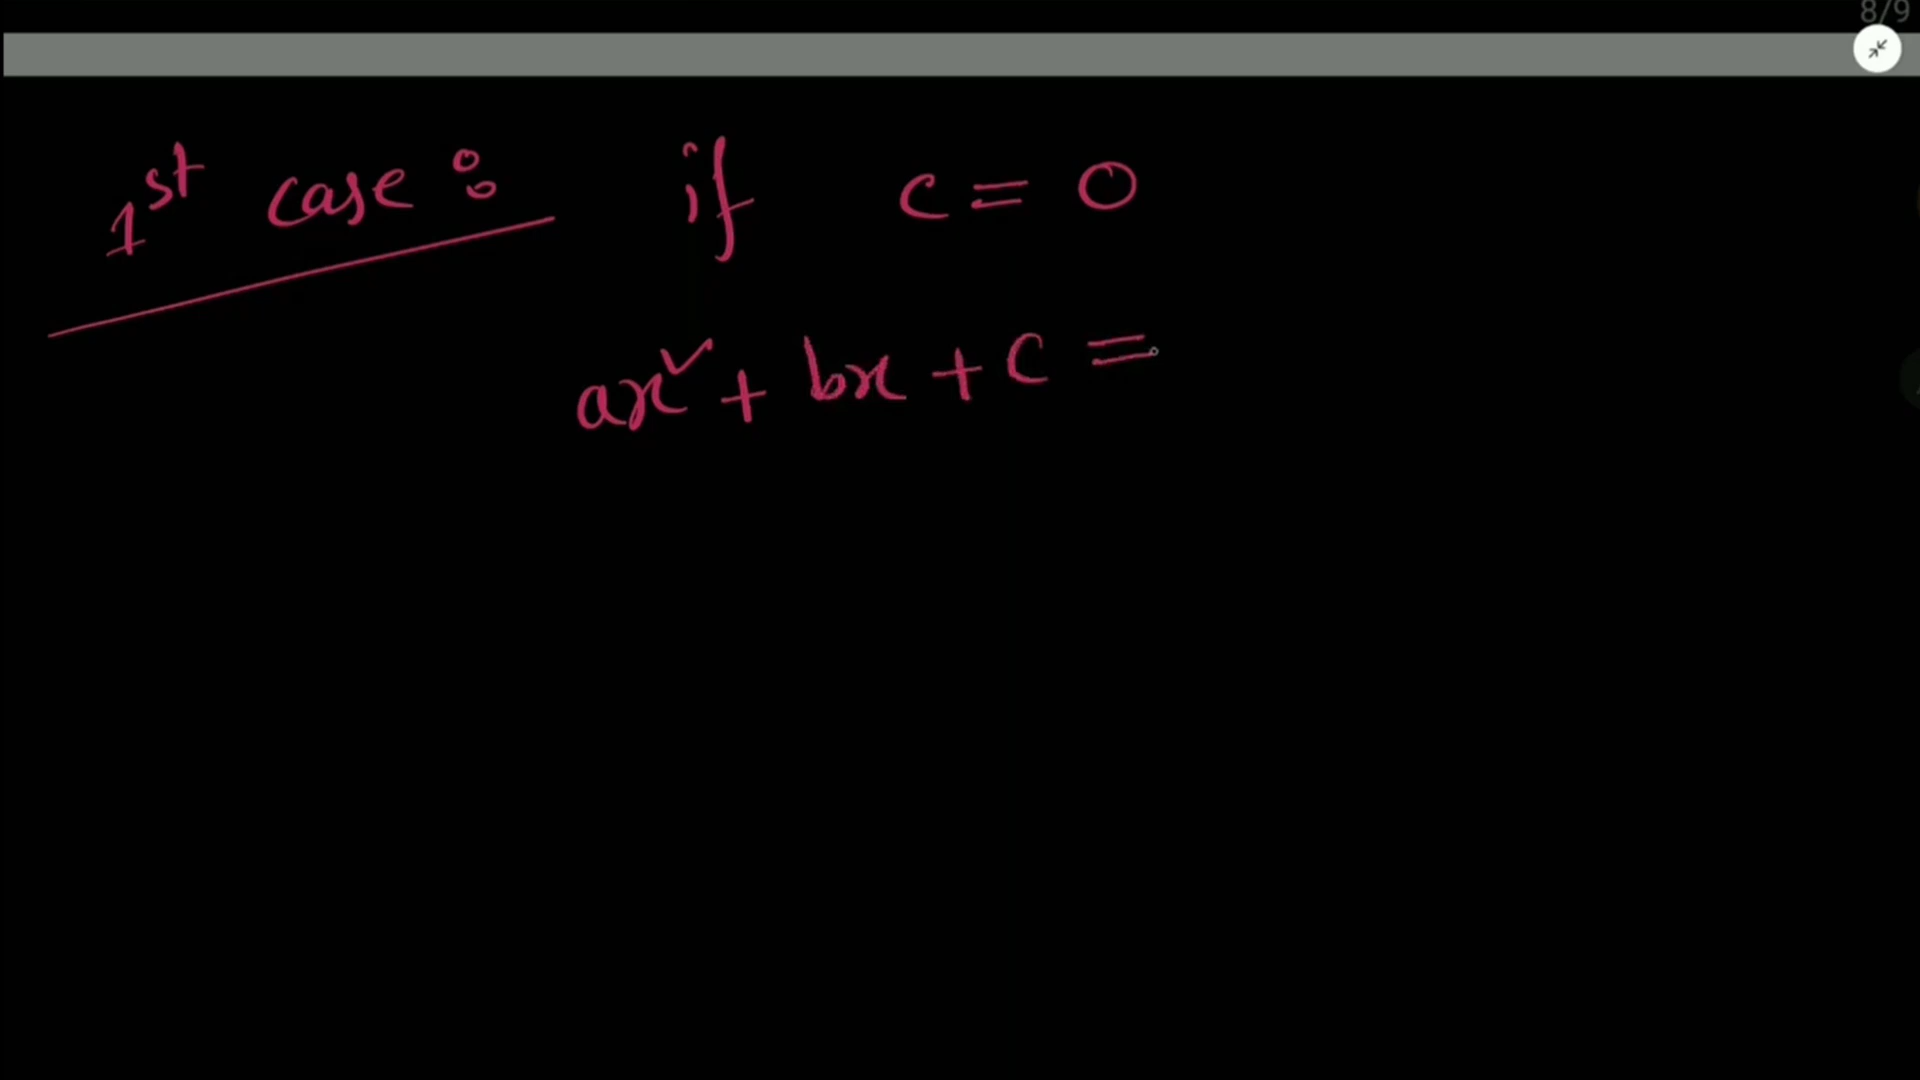 8/9
1st case : if c = 0
ax² + bx + c =